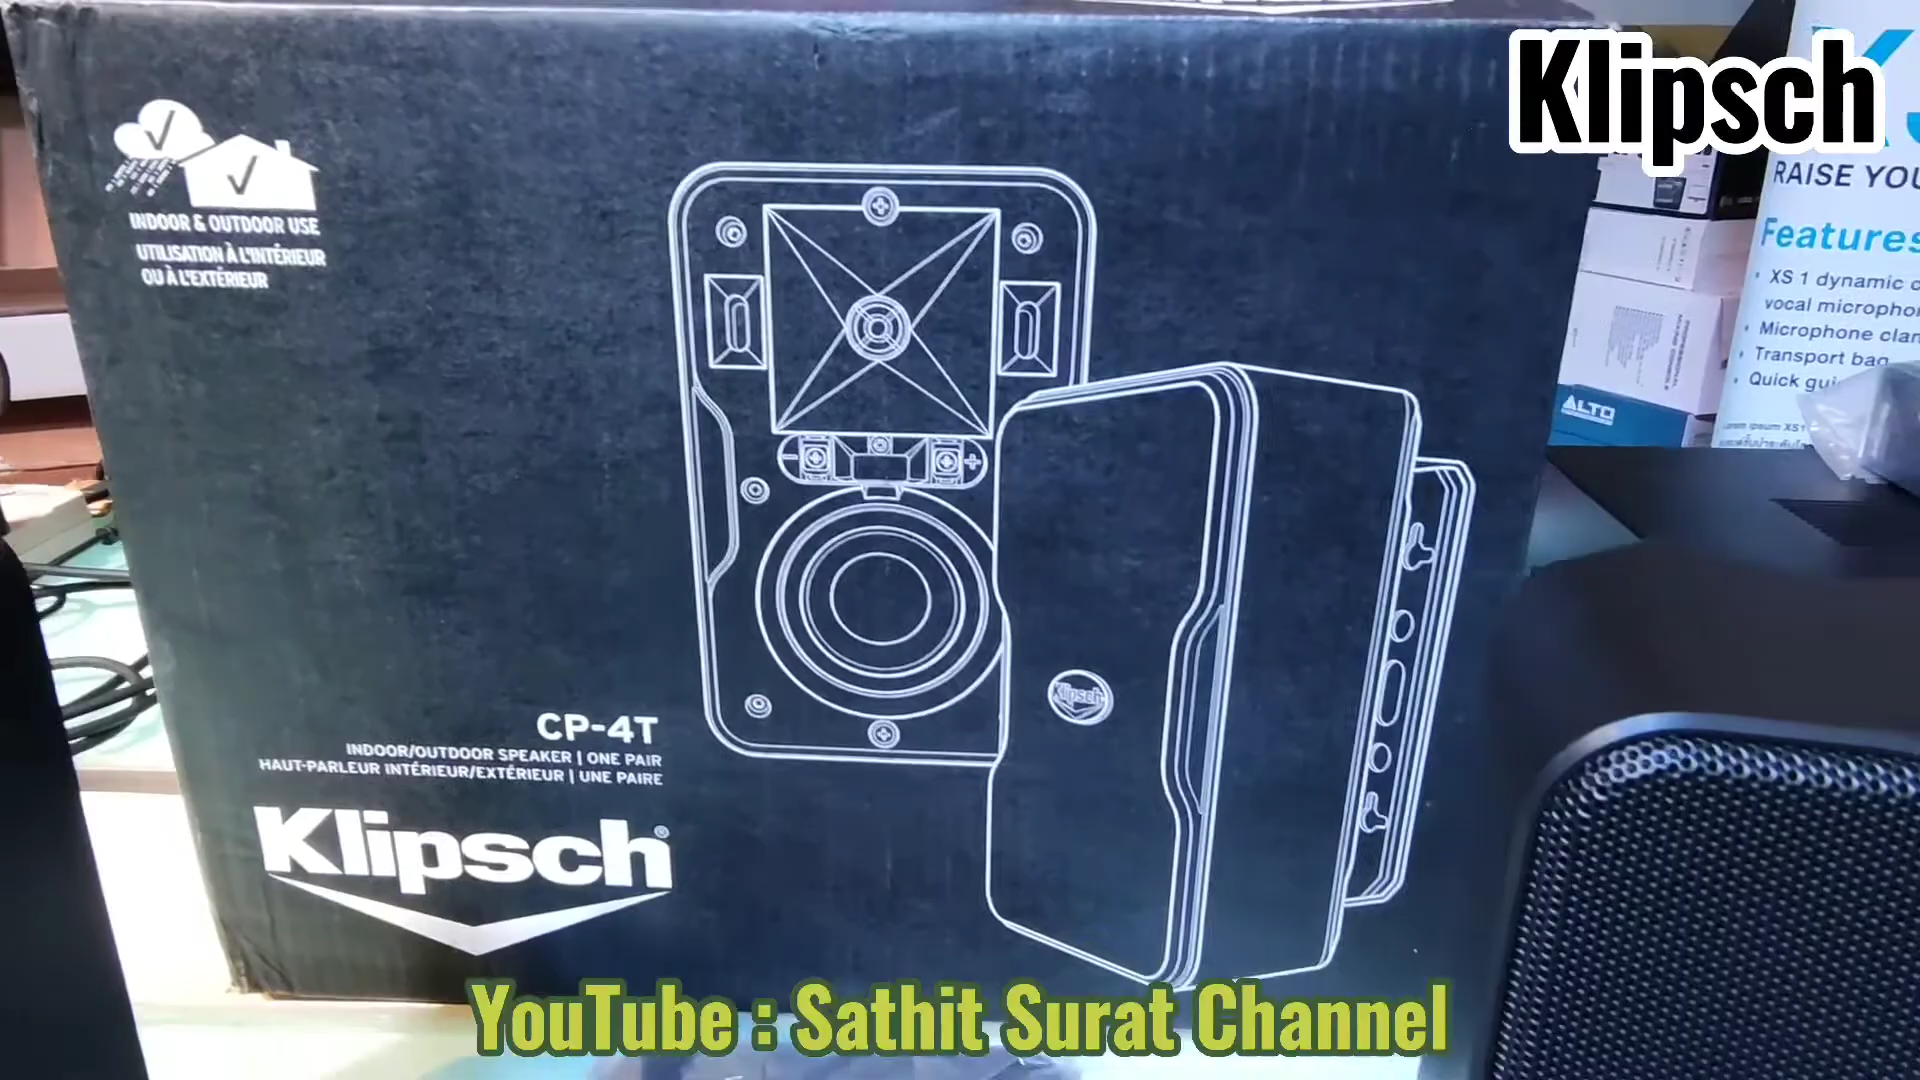 Klipsch
INDOOR & OUTDOOR USE
UTILISATION À L'INTÉRIEUR
OU À L'EXTÉRIEUR
RAISE YOU
Features
• XS 1 dynamic c
vocal microphon
• Microphone clam
• Transport bag
• Quick gui
ALTO
- +
Klipsch
CP-4T
INDOOR/OUTDOOR SPEAKER | ONE PAIR
HAUT-PARLEUR INTÉRIEUR/EXTÉRIEUR | UNE PAIRE
Klipsch®
YouTube : Sathit Surat Channel